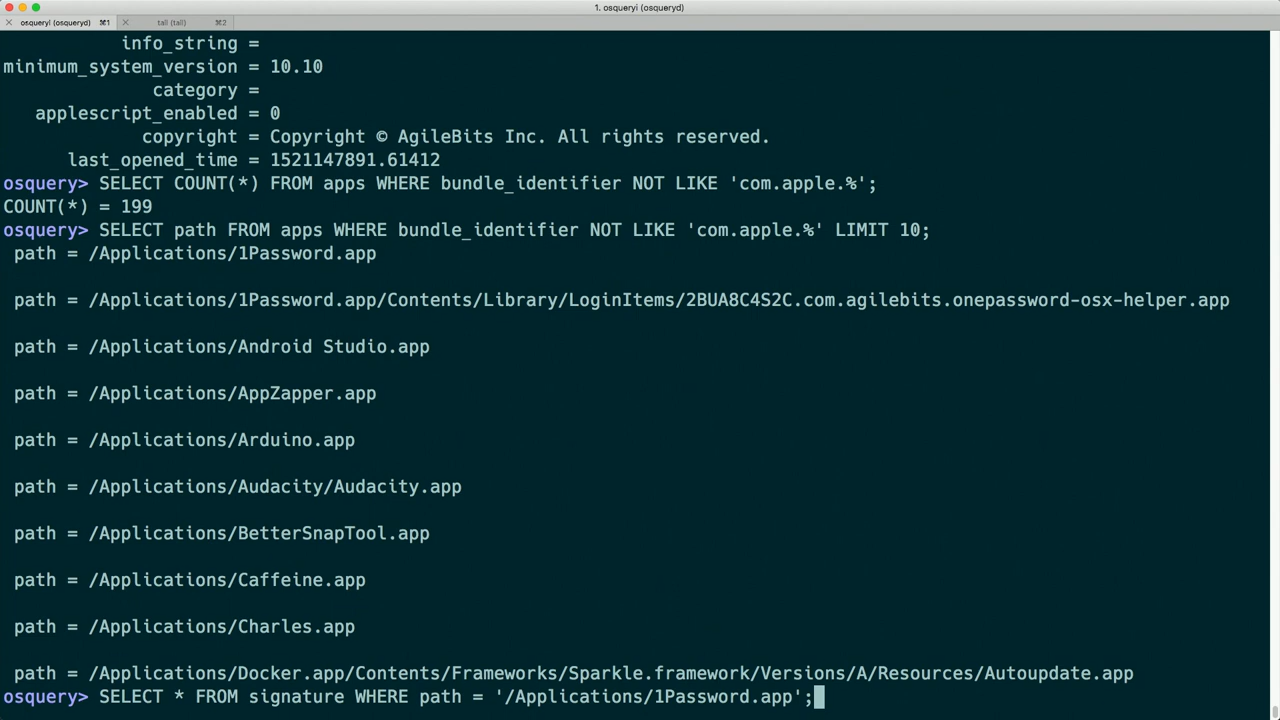 1. osqueryi (osqueryd)
osqueryi (osqueryd) ⌘1 tail (tail) ⌘2
info_string =
minimum_system_version = 10.10
category =
applescript_enabled = 0
copyright = Copyright © AgileBits Inc. All rights reserved.
last_opened_time = 1521147891.61412
osquery> SELECT COUNT(*) FROM apps WHERE bundle_identifier NOT LIKE 'com.apple.%';
COUNT(*) = 199
osquery> SELECT path FROM apps WHERE bundle_identifier NOT LIKE 'com.apple.%' LIMIT 10;
path = /Applications/1Password.app
path = /Applications/1Password.app/Contents/Library/LoginItems/2BUA8C4S2C.com.agilebits.onepassword-osx-helper.app
path = /Applications/Android Studio.app
path = /Applications/AppZapper.app
path = /Applications/Arduino.app
path = /Applications/Audacity/Audacity.app
path = /Applications/BetterSnapTool.app
path = /Applications/Caffeine.app
path = /Applications/Charles.app
path = /Applications/Docker.app/Contents/Frameworks/Sparkle.framework/Versions/A/Resources/Autoupdate.app
osquery> SELECT * FROM signature WHERE path = '/Applications/1Password.app';